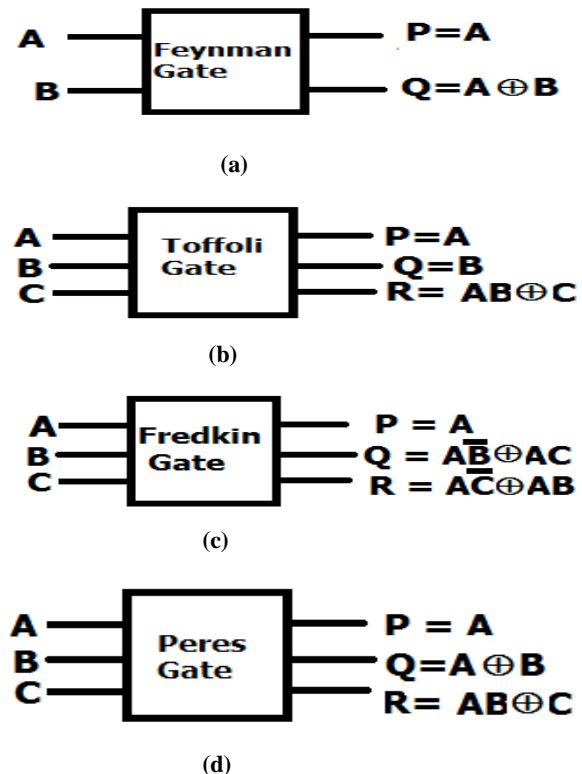 A
P=A
Feynman
Gate
B
Q=A⊕B
(a)
A
P=A
Toffoli
B
Q=B
Gate
C
R= AB⊕C
(b)
A
P = A
Fredkin
B
Q = AB̅⊕AC
Gate
C
R = AC̅⊕AB
(c)
A
P = A
Peres
B
Q=A⊕B
Gate
C
R= AB⊕C
(d)